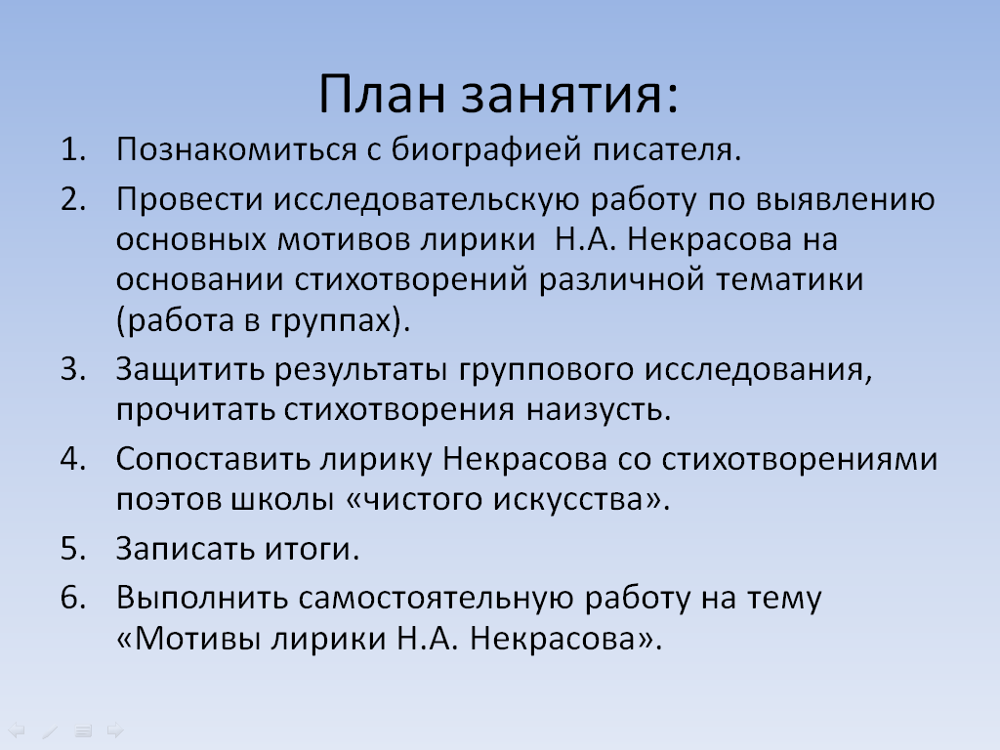 План занятия:
1. Познакомиться с биографией писателя.
2. Провести исследовательскую работу по выявлению
основных мотивов лирики  Н.А. Некрасова на
основании стихотворений различной тематики
(работа в группах).
3. Защитить результаты группового исследования,
прочитать стихотворения наизусть.
4. Сопоставить лирику Некрасова со стихотворениями
поэтов школы «чистого искусства».
5. Записать итоги.
6. Выполнить самостоятельную работу на тему
«Мотивы лирики Н.А. Некрасова».